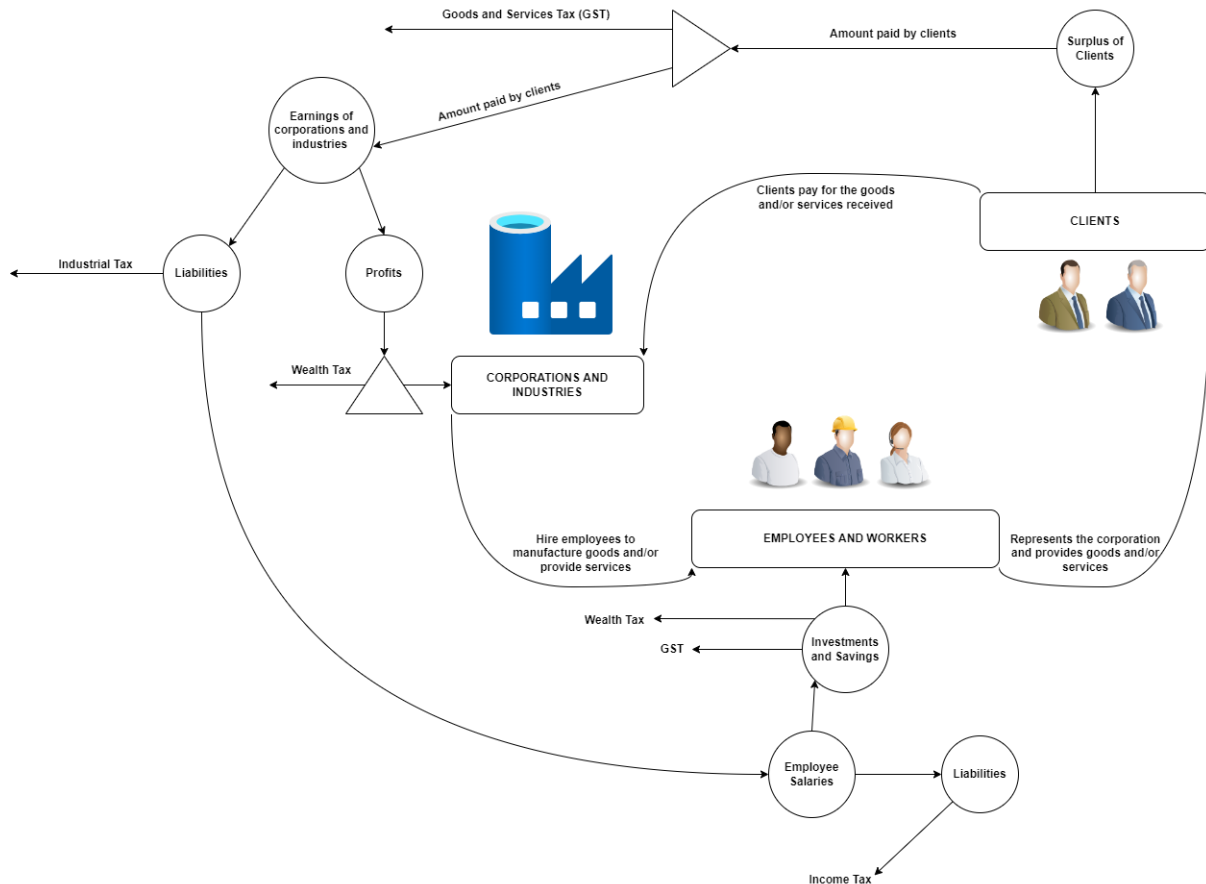 Goods and Services Tax (GST)
Amount paid by clients
Surplus of
Clients
Amount paid by clients
Earnings of
corporations and
industries
Clients pay for the goods
and/or services received
CLIENTS
Industrial Tax
Liabilities
Profits
Wealth Tax
CORPORATIONS AND
INDUSTRIES
Hire employees to
manufacture goods and/or
provide services
EMPLOYEES AND WORKERS
Represents the corporation
and provides goods and/or
services
Wealth Tax
GST
Investments
and Savings
Employee
Salaries
Liabilities
Income Tax